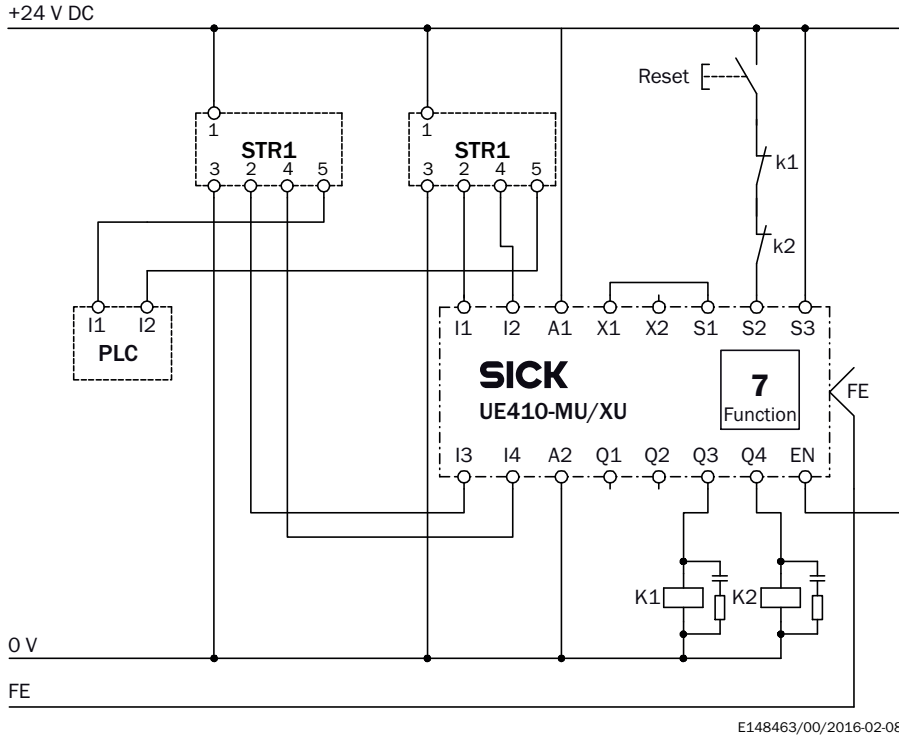 +24 V DC
Reset
1 1
STR1 STR1
3 2 4 5 3 2 4 5
k1
k2
I1 I2
PLC
I1 I2 A1 X1 X2 S1 S2 S3
SICK
UE410-MU/XU
7
Function
FE
I3 I4 A2 Q1 Q2 Q3 Q4 EN
K1 K2
0 V
FE
E148463/00/2016-02-08